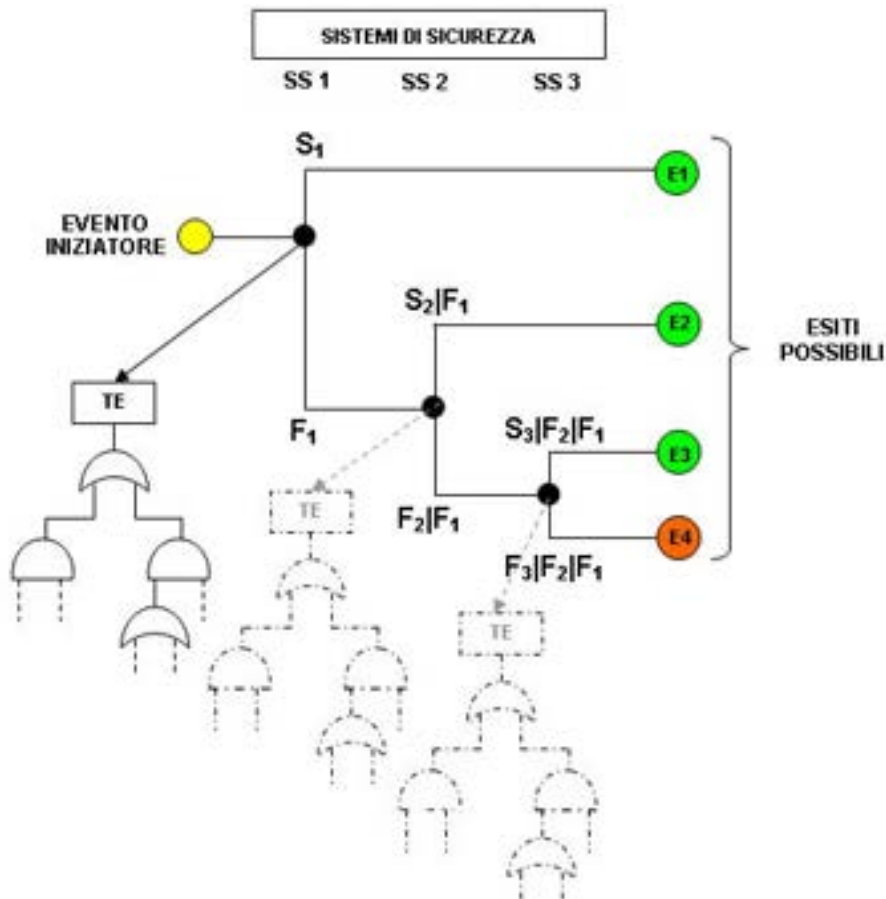 SISTEMI DI SICUREZZA
SS 1 SS 2 SS 3
S₁
E1
EVENTO
INIZIATORE
S₂|F₁
E2
ESITI
POSSIBILI
TE
F₁
S₃|F₂|F₁
E3
TE
F₂|F₁
E4
F₃|F₂|F₁
TE